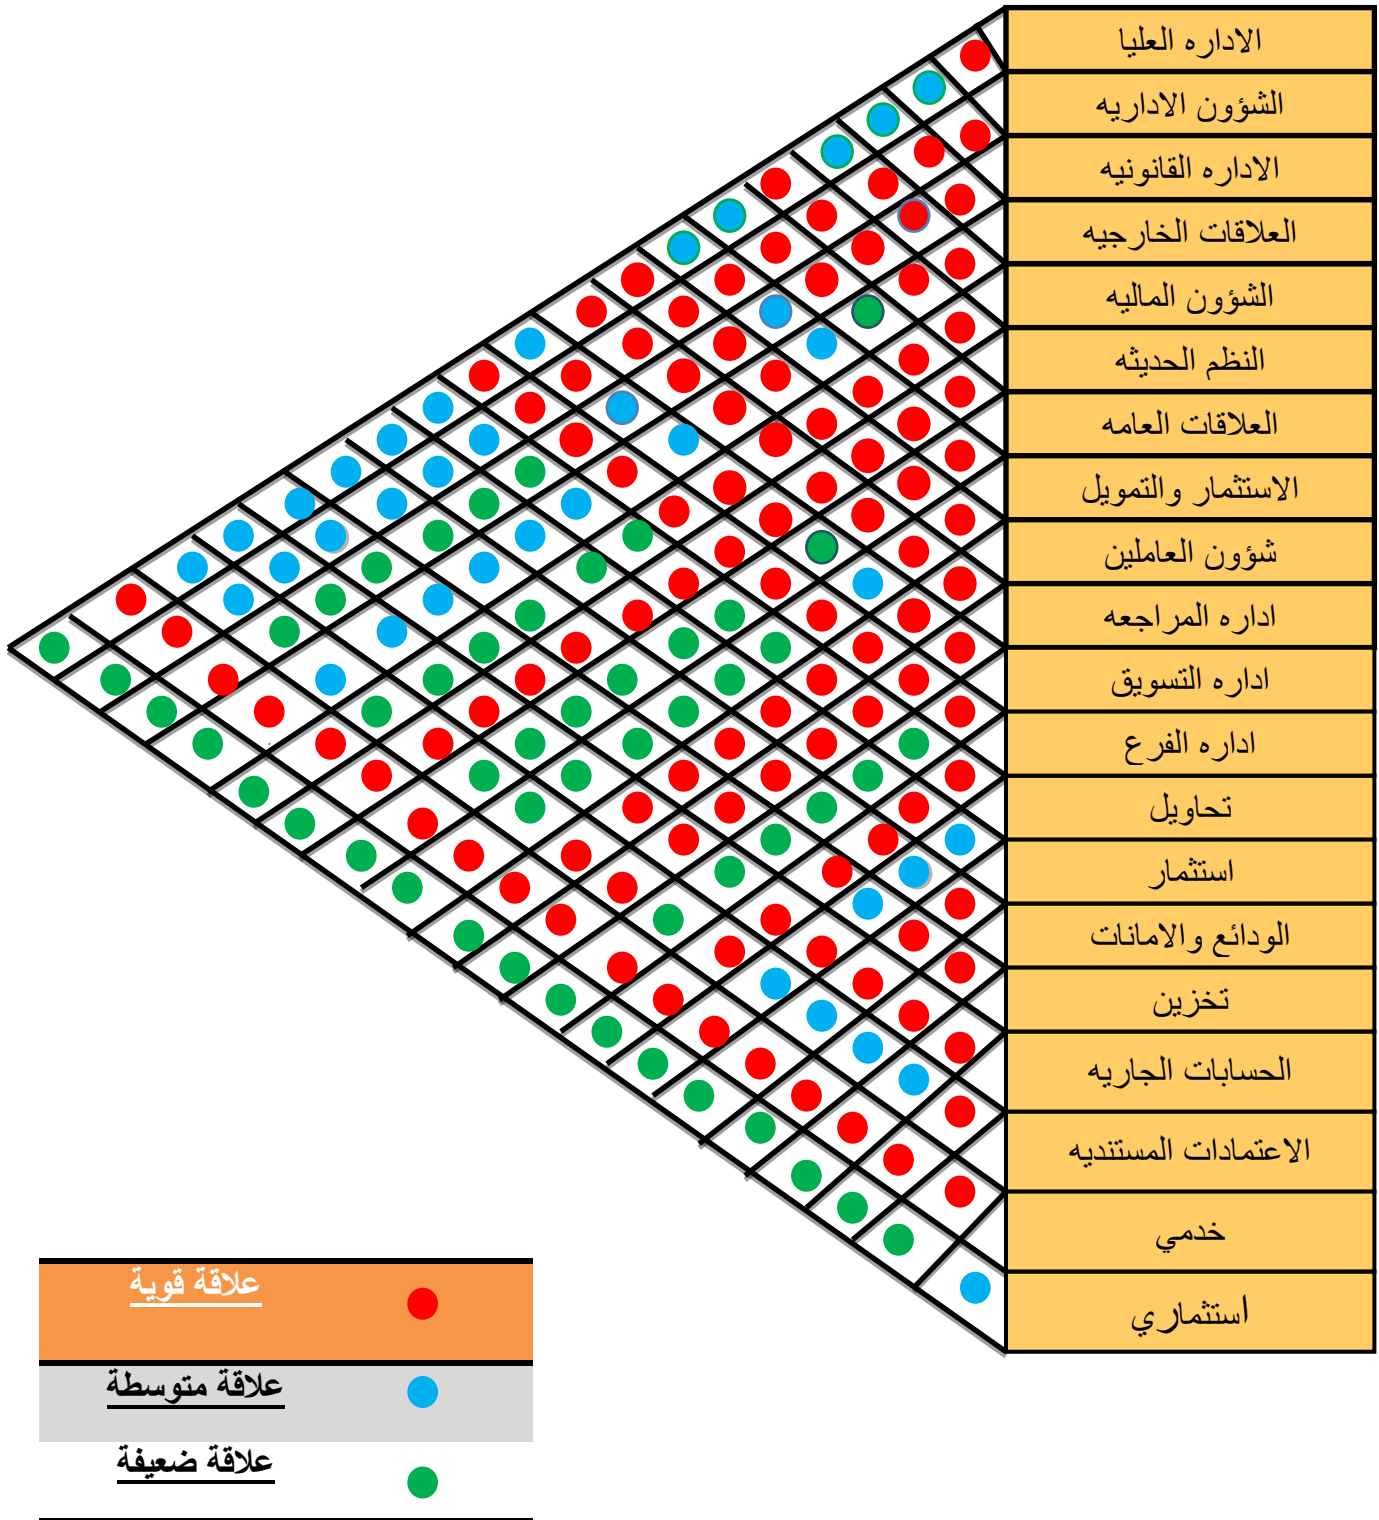 الاداره العليا
الشؤون الاداريه
الاداره القانونيه
العلاقات الخارجيه
الشؤون الماليه
النظم الحديثه
العلاقات العامه
الاستثمار والتمويل
شؤون العاملين
اداره المراجعه
اداره التسويق
اداره الفرع
تحاويل
استثمار
الودائع والامانات
تخزين
الحسابات الجاريه
الاعتمادات المستنديه
خدمي
استثماري
علاقة قوية
علاقة متوسطة
علاقة ضعيفة